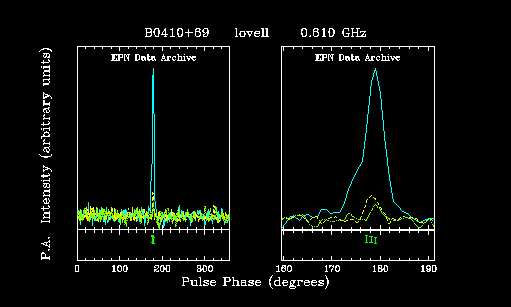 B0410+69 lovell 0.610 GHz
EPN Data Archive EPN Data Archive
P.A. Intensity (arbitrary units)
0 100 200 300 160 170 180 190
Pulse Phase (degrees)